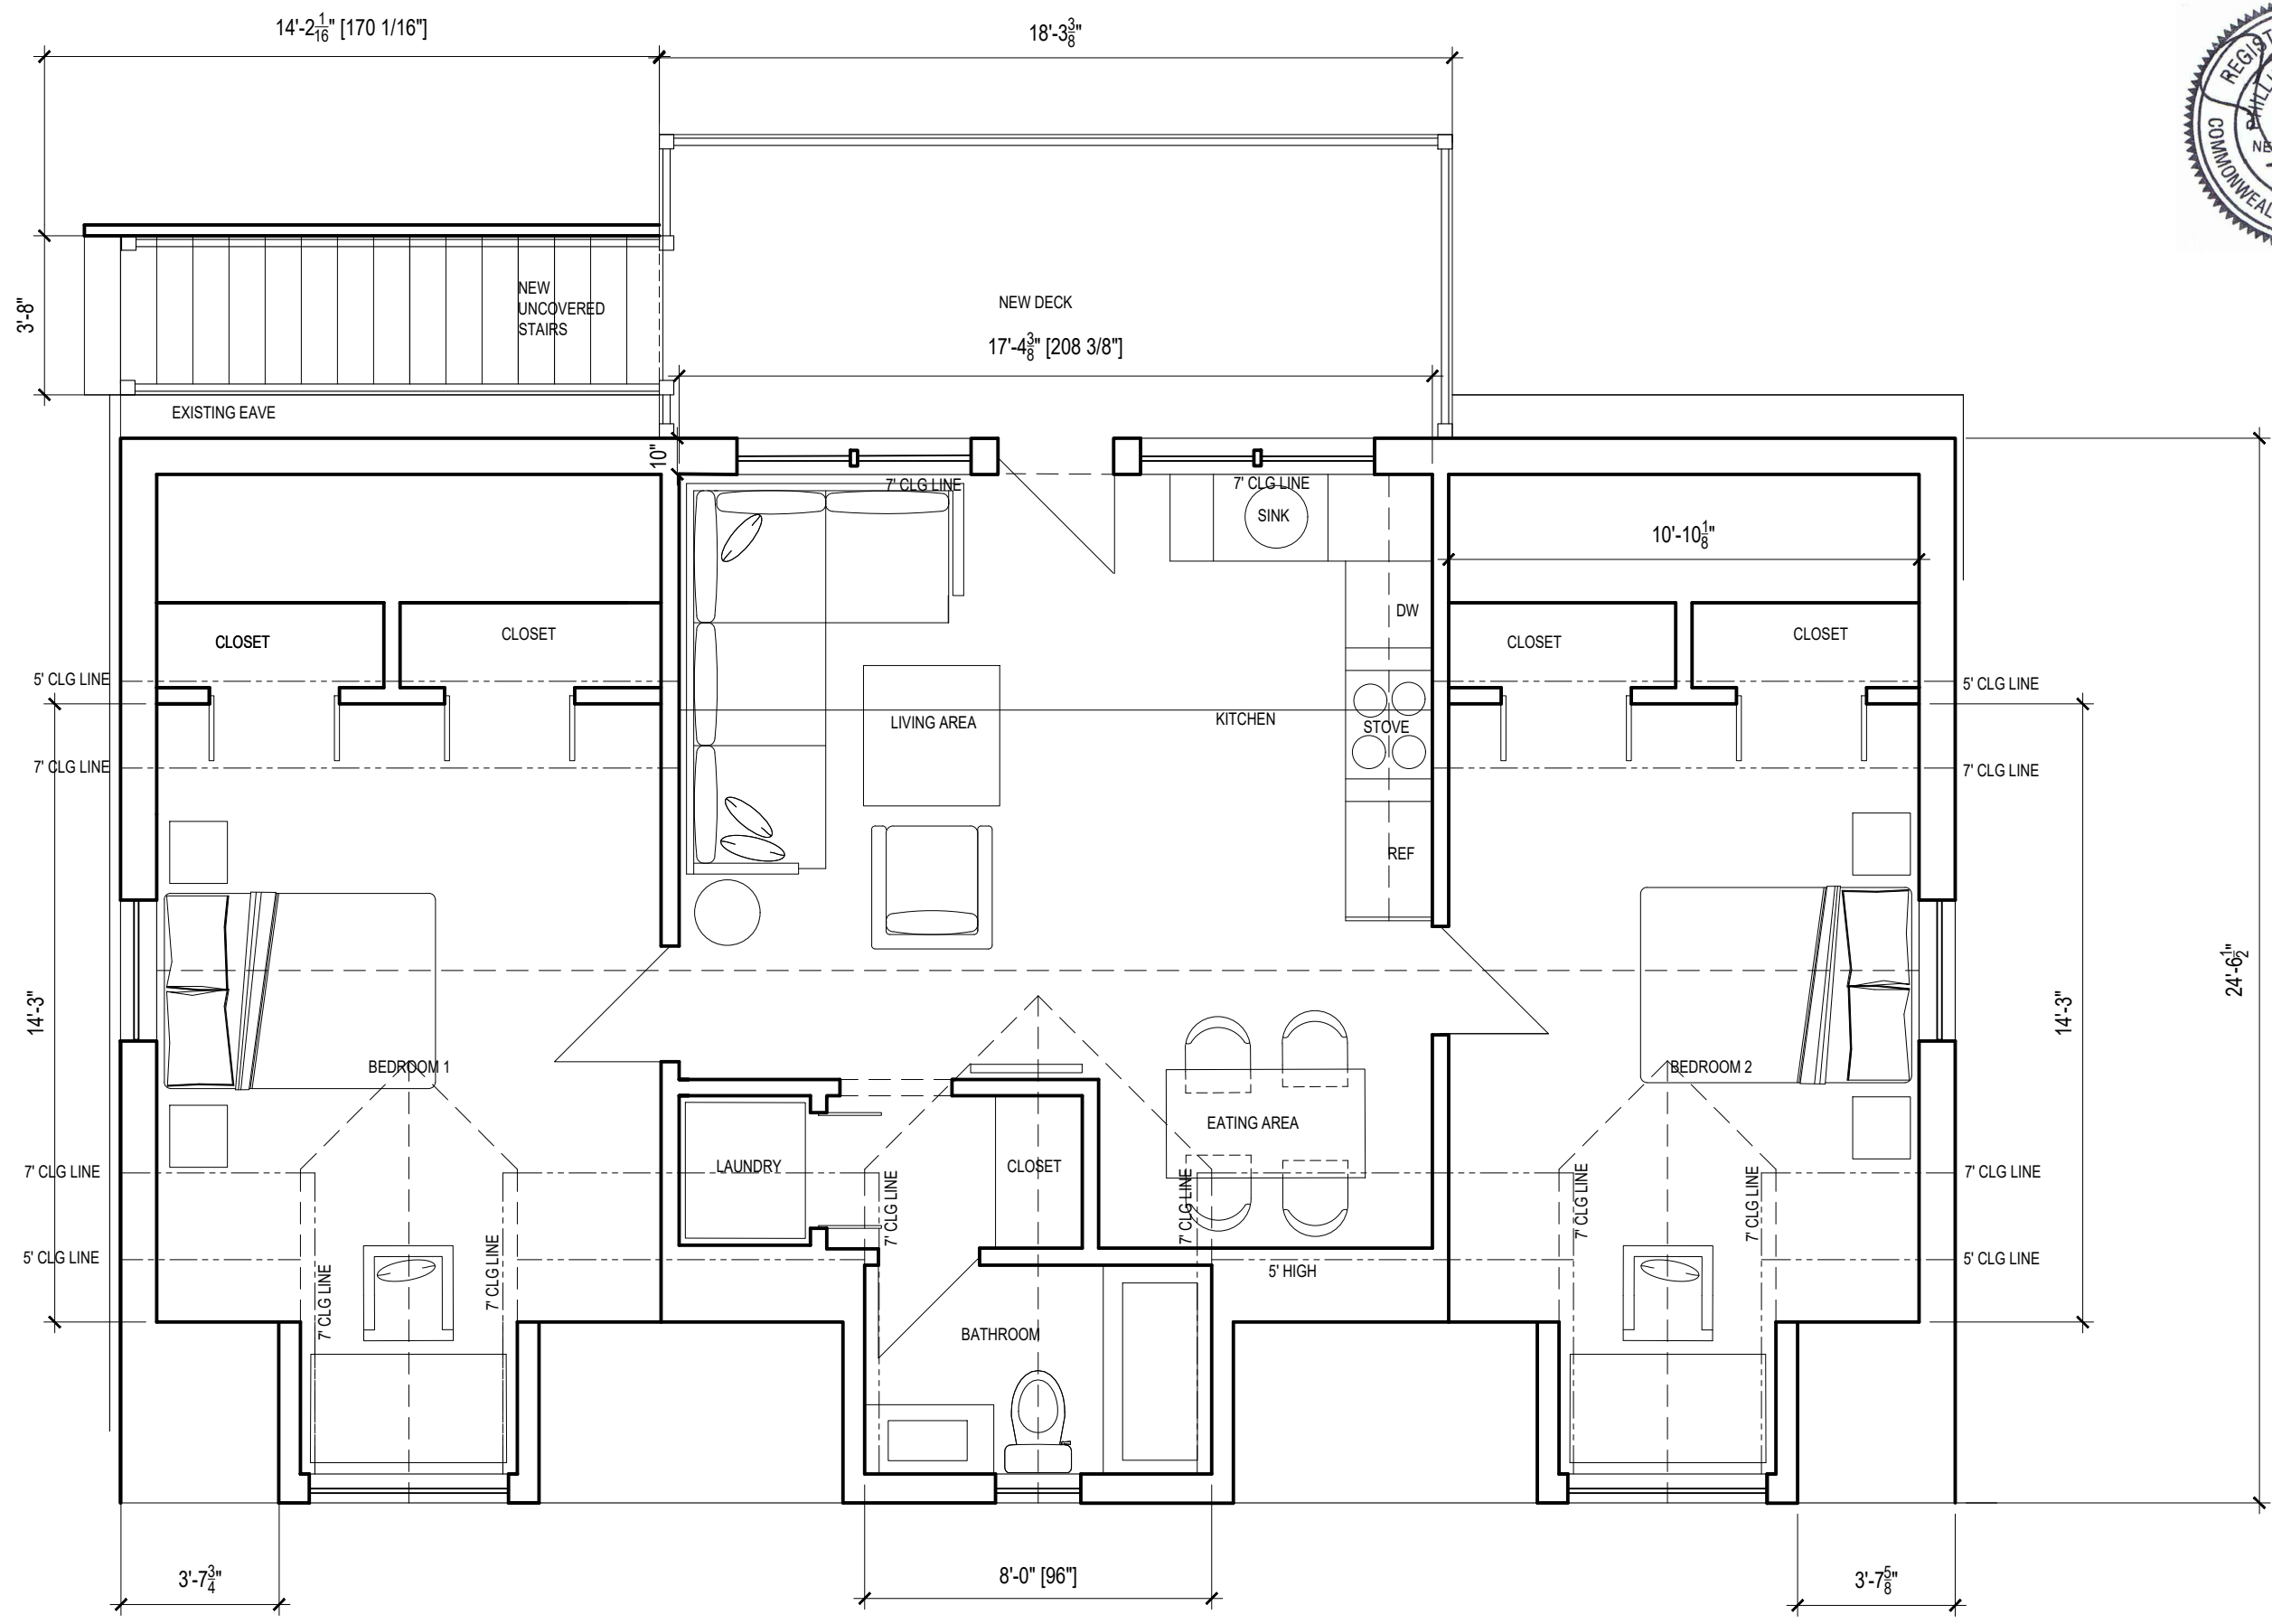 14'-2 1/16" [170 1/16"]
18'-3 3/8"
REGIST
COMMONWEAL
3'-8"
NEW
UNCOVERED
STAIRS
NEW DECK
17'-4 3/8" [208 3/8"]
EXISTING EAVE
10"
7' CLG LINE
7' CLG LINE
SINK
10'-10 1/8"
DW
CLOSET
CLOSET
CLOSET
CLOSET
5' CLG LINE
5' CLG LINE
LIVING AREA
KITCHEN
STOVE
7' CLG LINE
7' CLG LINE
REF
14'-3"
14'-3"
24'-6 1/2"
BEDROOM 1
BEDROOM 2
EATING AREA
LAUNDRY
CLOSET
7' CLG LINE
7' CLG LINE
7' CLG LINE
7' CLG LINE
7' CLG LINE
7' CLG LINE
5' CLG LINE
5' CLG LINE
5' HIGH
7' CLG LINE
7' CLG LINE
BATHROOM
3'-7 3/4"
8'-0" [96"]
3'-7 5/8"